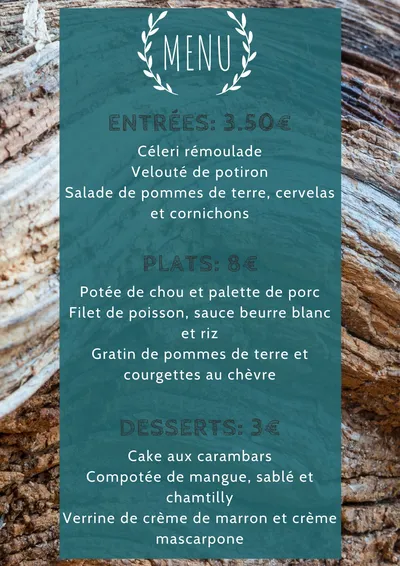 MENU
ENTRÉES: 3.50€
Céleri rémoulade
Velouté de potiron
Salade de pommes de terre, cervelas
et cornichons
PLATS: 8€
Potée de chou et palette de porc
Filet de poisson, sauce beurre blanc
et riz
Gratin de pommes de terre et
courgettes au chèvre
DESSERTS: 3€
Cake aux carambars
Compotée de mangue, sablé et
chamtilly
Verrine de crème de marron et crème
mascarpone